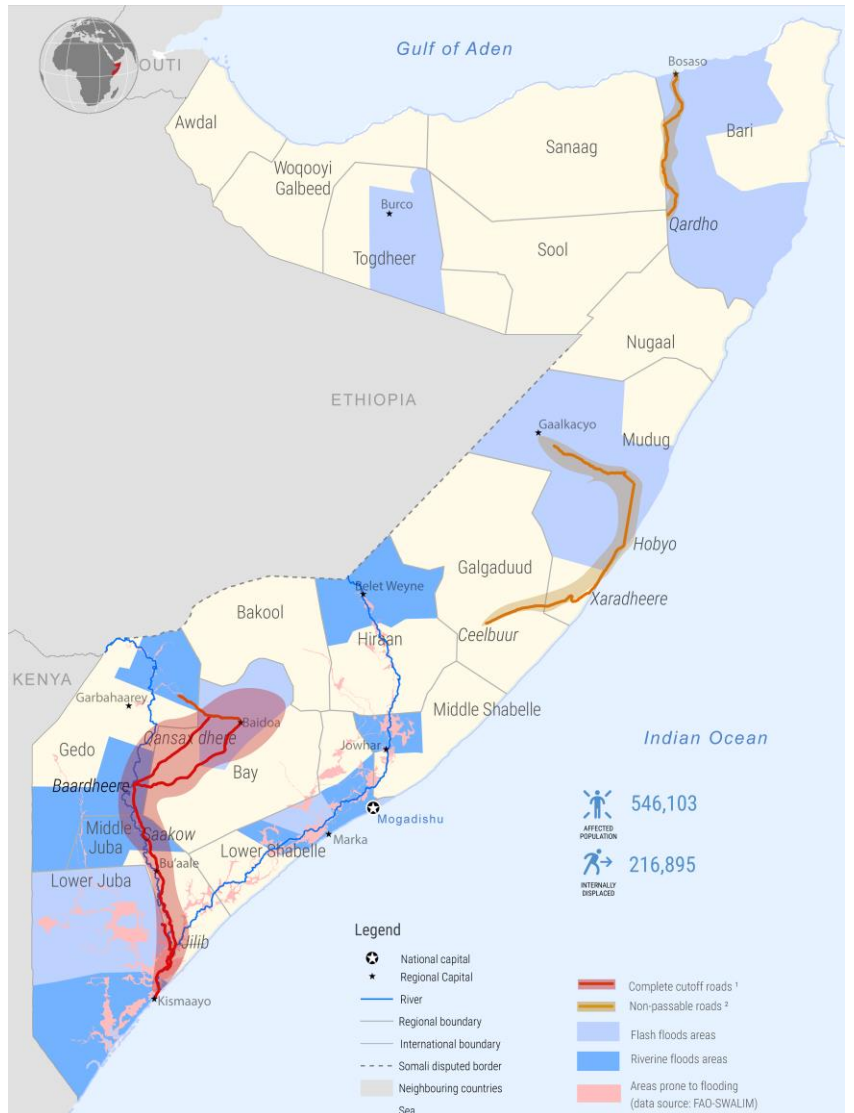 Gulf of Aden
OUTI
Bosaso
Awdal
Sanaag
Bari
Woqooyi
Galbeed
Burco
Qardho
Togdheer
Sool
Nugaal
ETHIOPIA
Gaalkacyo
Mudug
Hobyo
Galgaduud
Belet Weyne
Xaradheere
Bakool
Ceelbuur
Hiraan
KENYA
Garbahaarey
Middle Shabelle
Baidoa
Qansax dhere
Gedo
Jowhar
Indian Ocean
Bay
Baardheere
Mogadishu
546,103
AFFECTED
POPULATION
Middle
Juba
Saakow
Marka
Lower Shabelle
Bu'aale
216,895
INTERNALLY
DISPLACED
Lower Juba
Jilib
Kismaayo
Legend
National capital
Regional Capital
River
Regional boundary
International boundary
Somali disputed border
Neighbouring countries
Sea
Complete cutoff roads ¹
Non-passable roads ²
Flash floods areas
Riverine floods areas
Areas prone to flooding
(data source: FAO-SWALIM)